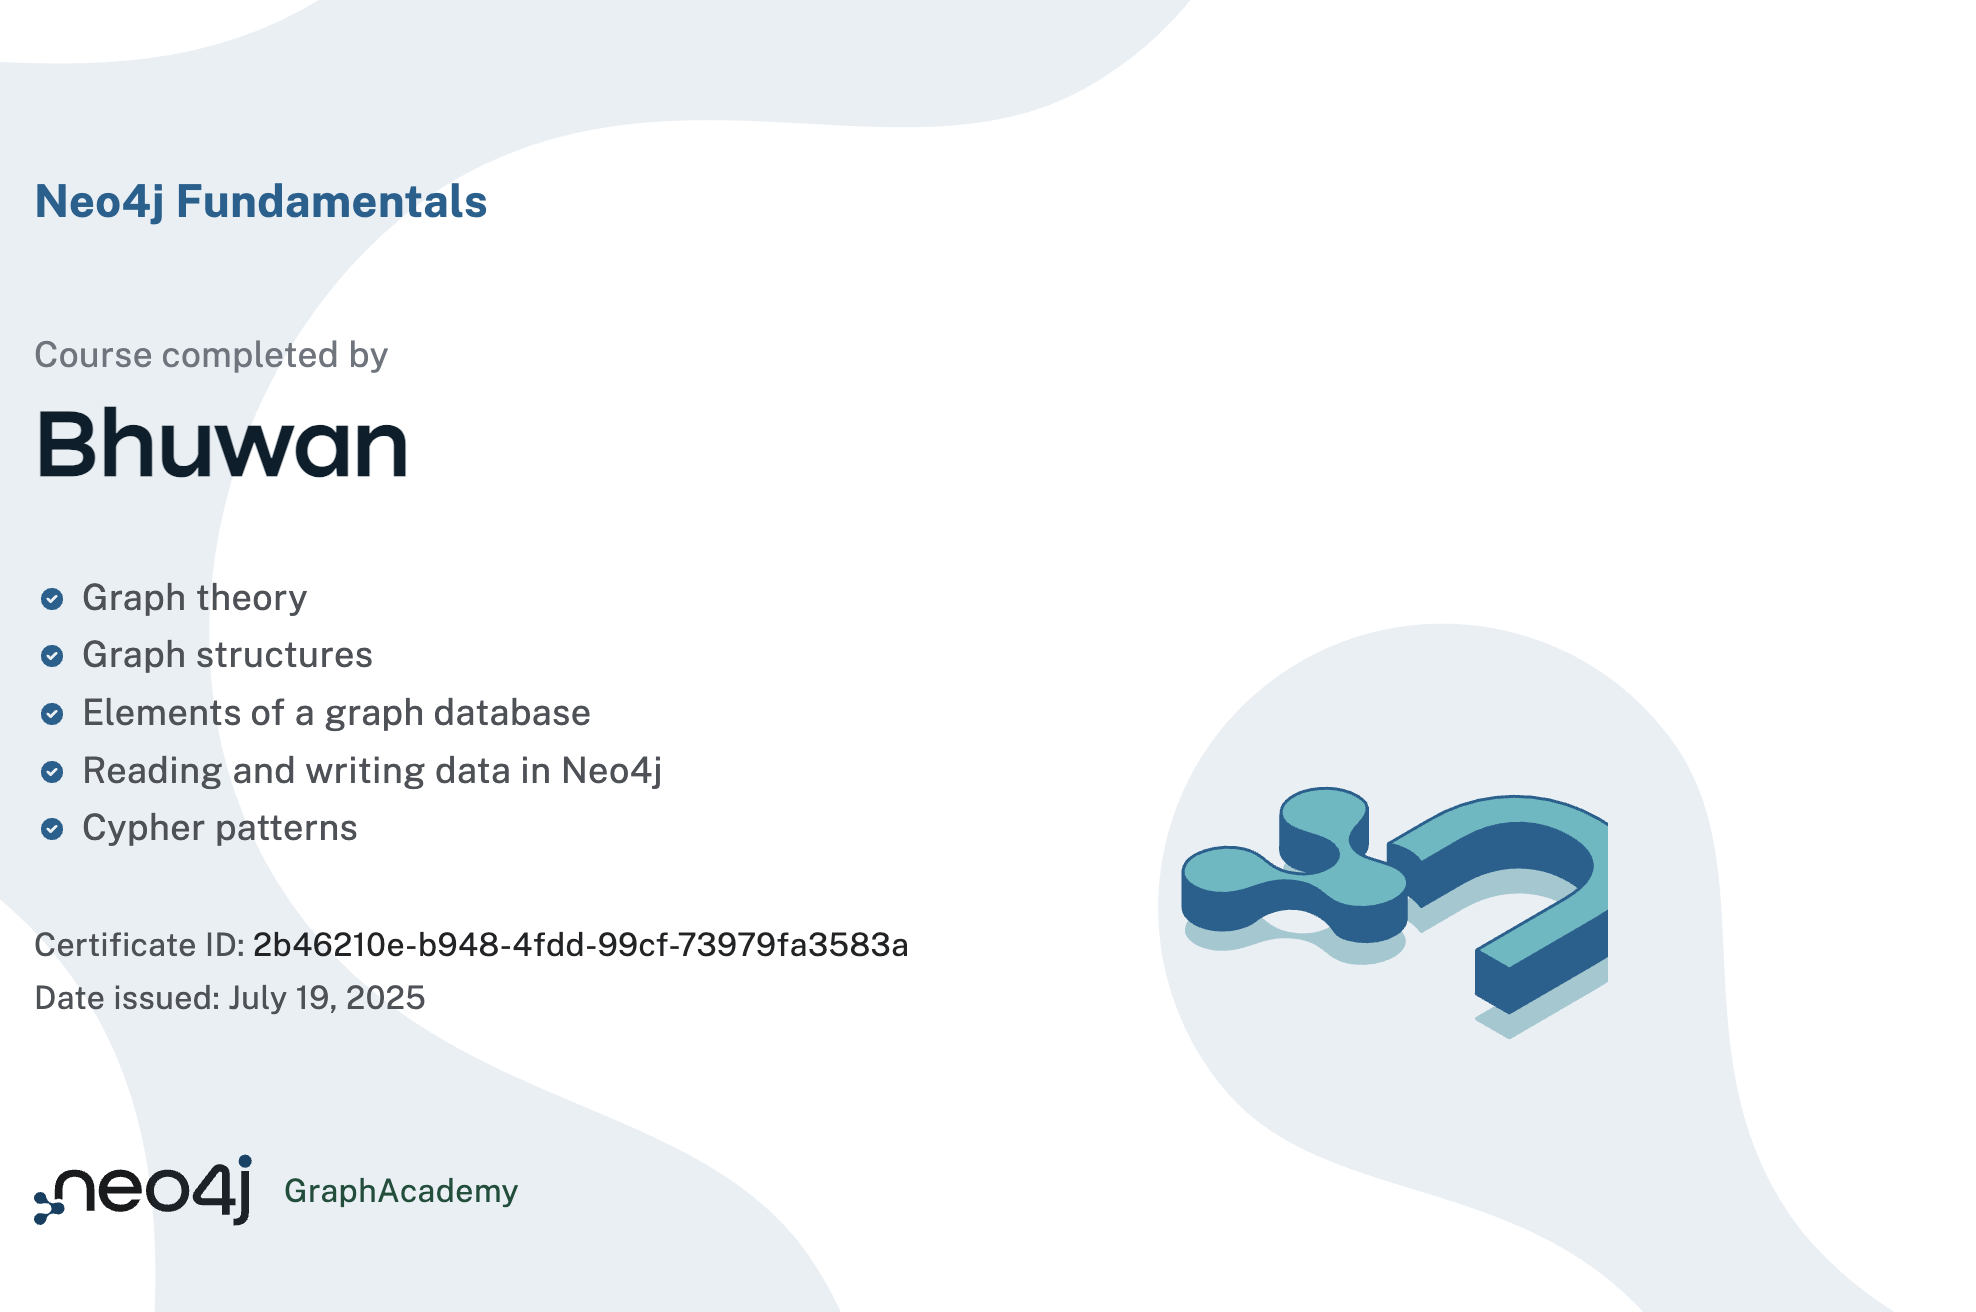 Neo4j Fundamentals
Course completed by
Bhuwan
Graph theory
Graph structures
Elements of a graph database
Reading and writing data in Neo4j
Cypher patterns
Certificate ID: 2b46210e-b948-4fdd-99cf-73979fa3583a
Date issued: July 19, 2025
neo4j GraphAcademy